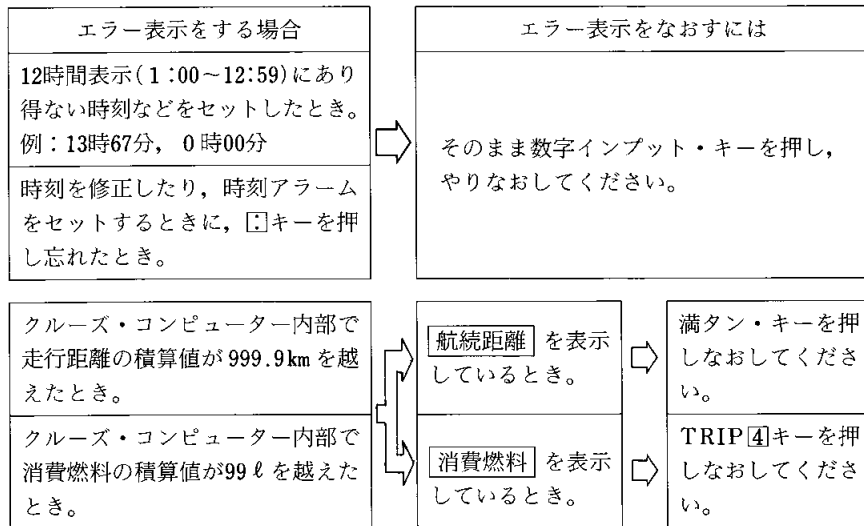 エラー表示をする場合
エラー表示をなおすには
12時間表示(1:00～12:59)にあり
得ない時刻などをセットしたとき。
例：13時67分，0時00分
時刻を修正したり，時刻アラーム
をセットするときに，[:]キーを押
し忘れたとき。
そのまま数字インプット・キーを押し，
やりなおしてください。
クルーズ・コンピューター内部で
走行距離の積算値が999.9kmを越
えたとき。
クルーズ・コンピューター内部で
消費燃料の積算値が99ℓを越えた
とき。
航続距離 を表示
しているとき。
消費燃料 を表示
しているとき。
満タン・キーを押
しなおしてくださ
い。
TRIP[4]キーを押
しなおしてくださ
い。